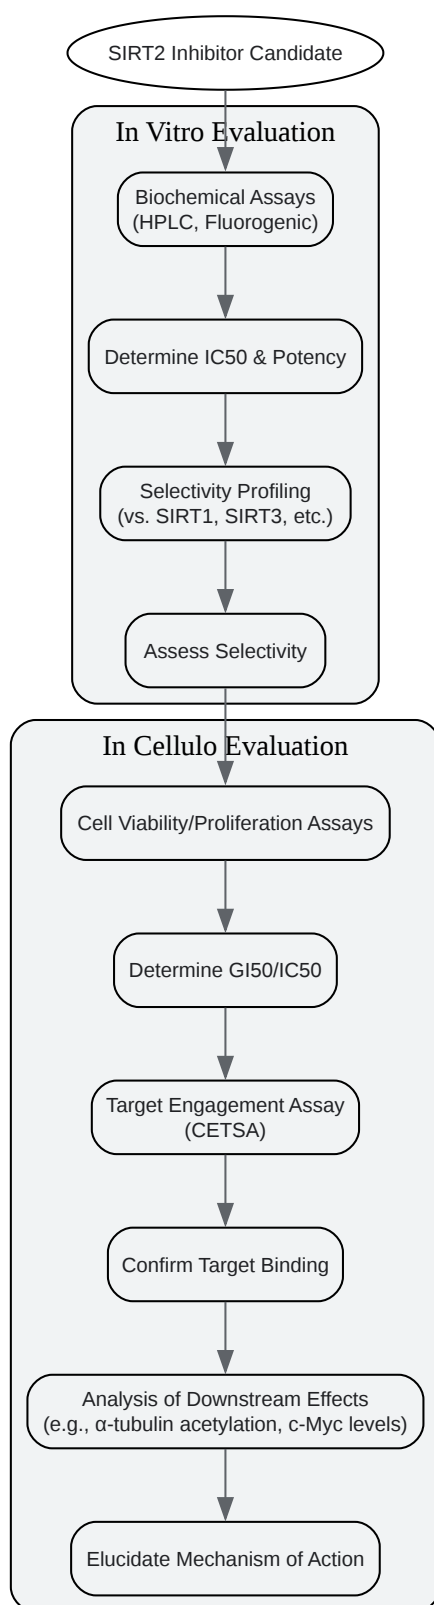 SIRT2 Inhibitor Candidate
In Vitro Evaluation
Biochemical Assays
(HPLC, Fluorogenic)
Determine IC50 & Potency
Selectivity Profiling
(vs. SIRT1, SIRT3, etc.)
Assess Selectivity
In Cellulo Evaluation
Cell Viability/Proliferation Assays
Determine GI50/IC50
Target Engagement Assay
(CETSA)
Confirm Target Binding
Analysis of Downstream Effects
(e.g., α-tubulin acetylation, c-Myc levels)
Elucidate Mechanism of Action